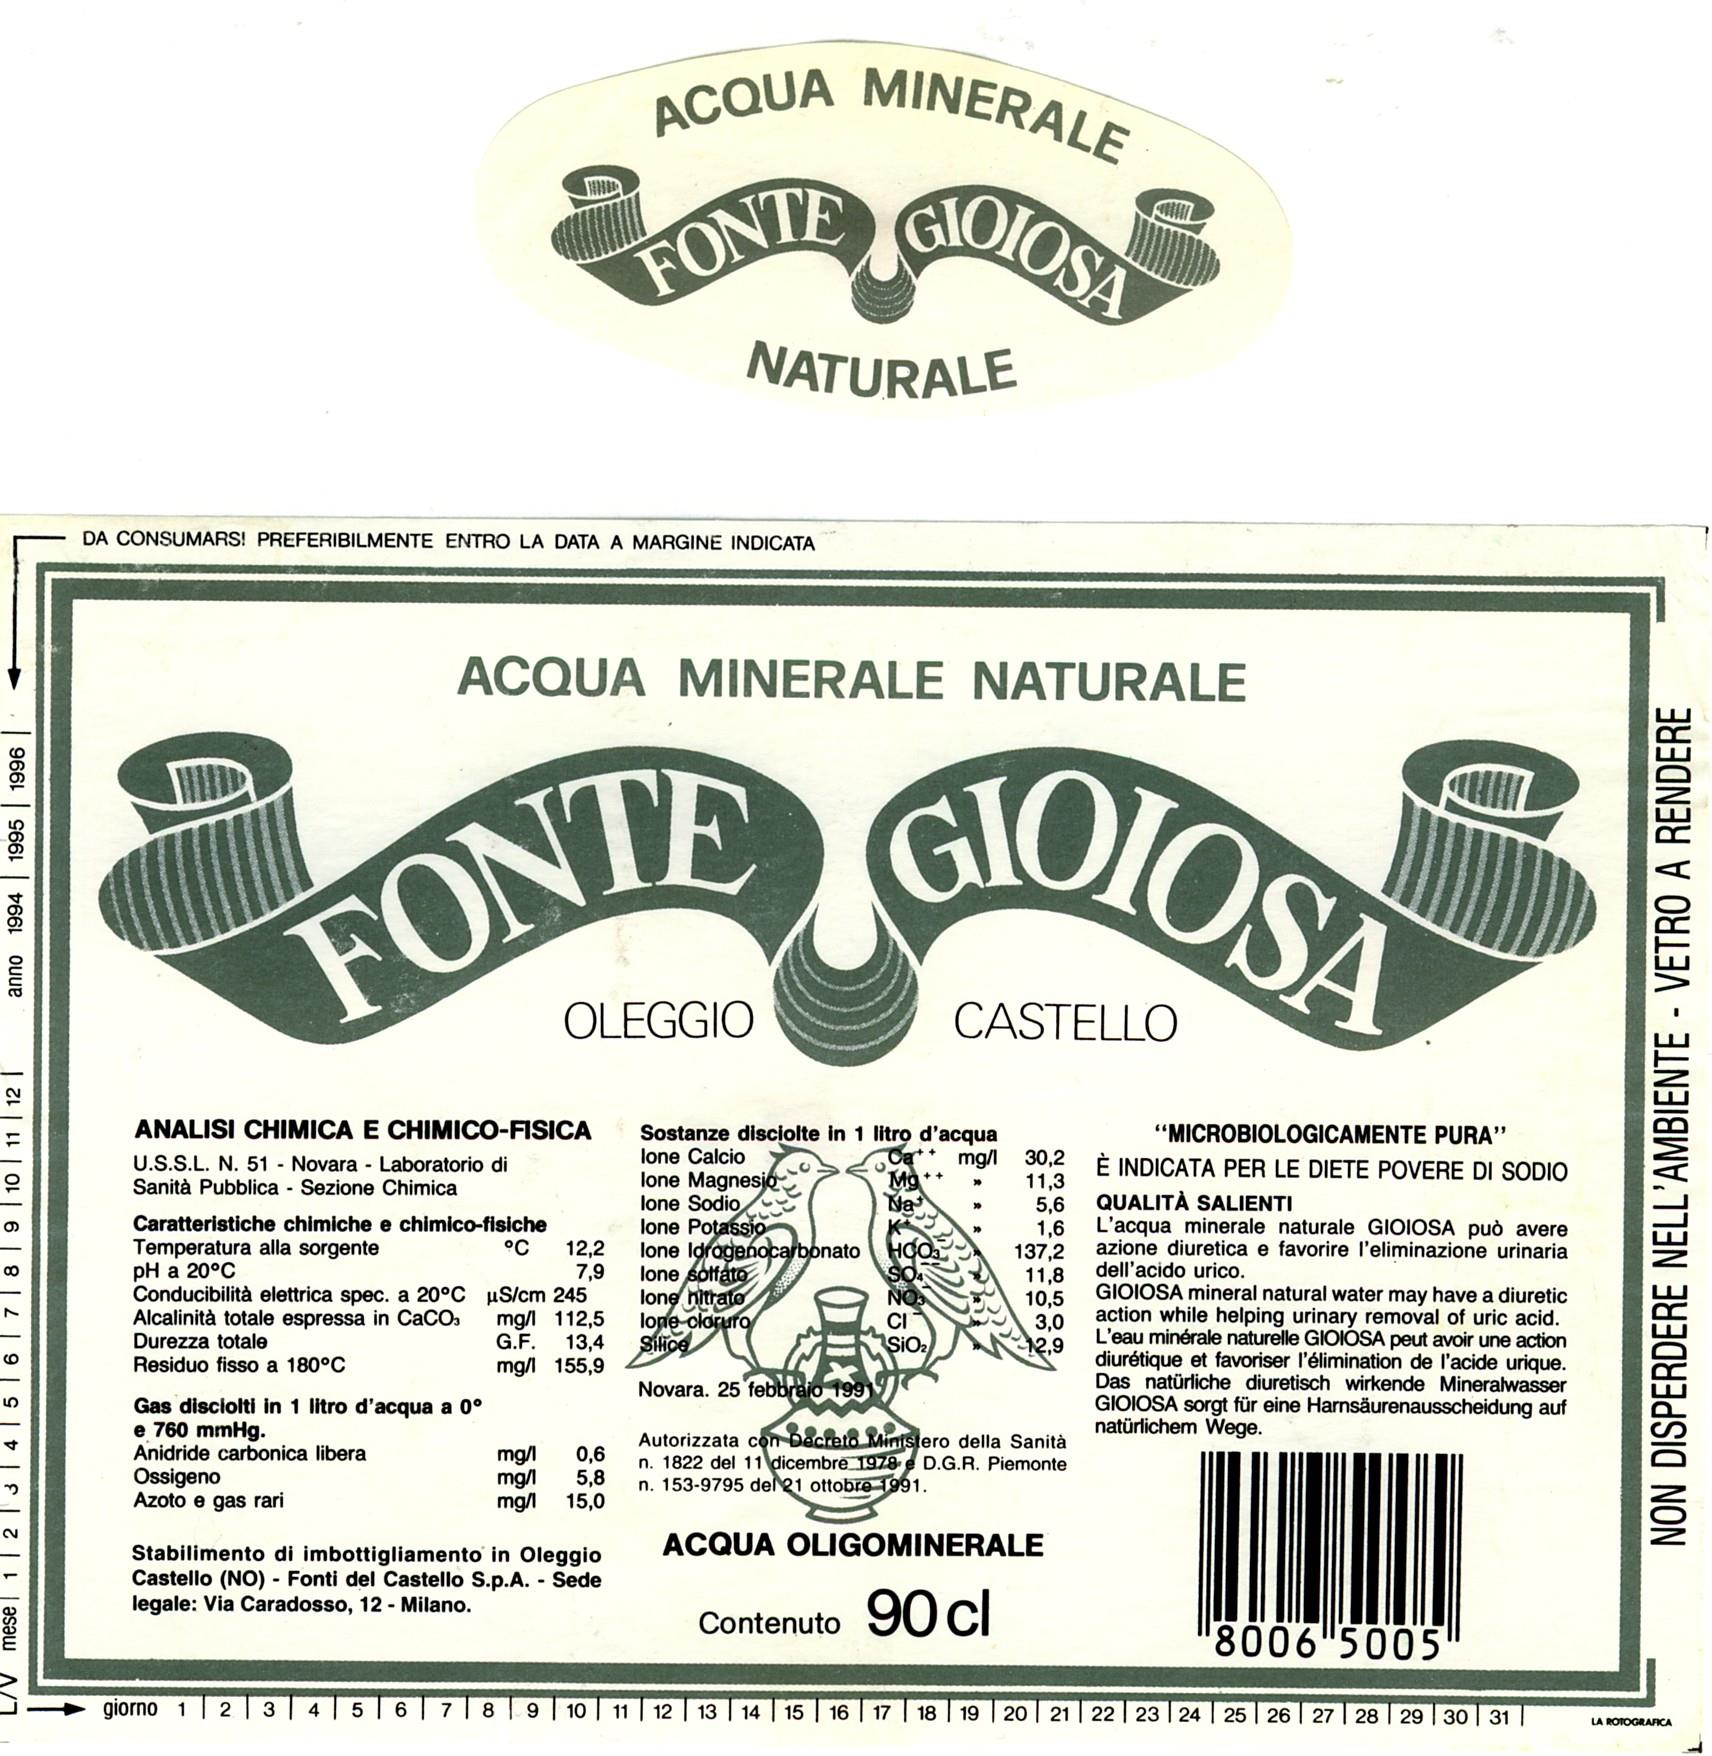 ACQUA MINERALE
FONTE GIOIOSA
NATURALE
DA CONSUMARSI PREFERIBILMENTE ENTRO LA DATA A MARGINE INDICATA
ACQUA MINERALE NATURALE
FONTE GIOIOSA
OLEGGIO CASTELLO
ANALISI CHIMICA E CHIMICO-FISICA
U.S.S.L. N. 51 - Novara - Laboratorio di
Sanità Pubblica - Sezione Chimica
Caratteristiche chimiche e chimico-fisiche
Temperatura alla sorgente °C 12,2
pH a 20°C 7,9
Conducibilità elettrica spec. a 20°C µS/cm 245
Alcalinità totale espressa in CaCO₃ mg/l 112,5
Durezza totale G.F. 13,4
Residuo fisso a 180°C mg/l 155,9
Gas disciolti in 1 litro d'acqua a 0°
e 760 mmHg.
Anidride carbonica libera mg/l 0,6
Ossigeno mg/l 5,8
Azoto e gas rari mg/l 15,0
Stabilimento di imbottigliamento in Oleggio
Castello (NO) - Fonti del Castello S.p.A. - Sede
legale: Via Caradosso, 12 - Milano.
Sostanze disciolte in 1 litro d'acqua
Ione Calcio Ca⁺⁺ mg/l 30,2
Ione Magnesio Mg⁺⁺ » 11,3
Ione Sodio Na⁺ » 5,6
Ione Potassio K⁺ » 1,6
Ione Idrogenocarbonato HCO₃⁻ » 137,2
Ione solfato SO₄⁻⁻ » 11,8
Ione nitrato NO₃⁻ » 10,5
Ione cloruro Cl⁻ » 3,0
Silice SiO₂ » 12,9
Novara. 25 febbraio 1991
Autorizzata con Decreto Ministero della Sanità
n. 1822 del 11 dicembre 1978 e D.G.R. Piemonte
n. 153-9795 del 21 ottobre 1991.
ACQUA OLIGOMINERALE
Contenuto 90 cl
"MICROBIOLOGICAMENTE PURA"
È INDICATA PER LE DIETE POVERE DI SODIO
QUALITÀ SALIENTI
L'acqua minerale naturale GIOIOSA può avere
azione diuretica e favorire l'eliminazione urinaria
dell'acido urico.
GIOIOSA mineral natural water may have a diuretic
action while helping urinary removal of uric acid.
L'eau minérale naturelle GIOIOSA peut avoir une action
diurétique et favoriser l'élimination de l'acide urique.
Das natürliche diuretisch wirkende Mineralwasser
GIOIOSA sorgt für eine Harnsäurenausscheidung auf
natürlichem Wege.
8006 5005
NON DISPERDERE NELL'AMBIENTE - VETRO A RENDERE
L/V mese 1 | 2 | 3 | 4 | 5 | 6 | 7 | 8 | 9 | 10 | 11 | 12 | anno 1994 | 1995 | 1996 |
giorno 1 | 2 | 3 | 4 | 5 | 6 | 7 | 8 | 9 | 10 | 11 | 12 | 13 | 14 | 15 | 16 | 17 | 18 | 19 | 20 | 21 | 22 | 23 | 24 | 25 | 26 | 27 | 28 | 29 | 30 | 31 |
LA ROTOGRAFICA